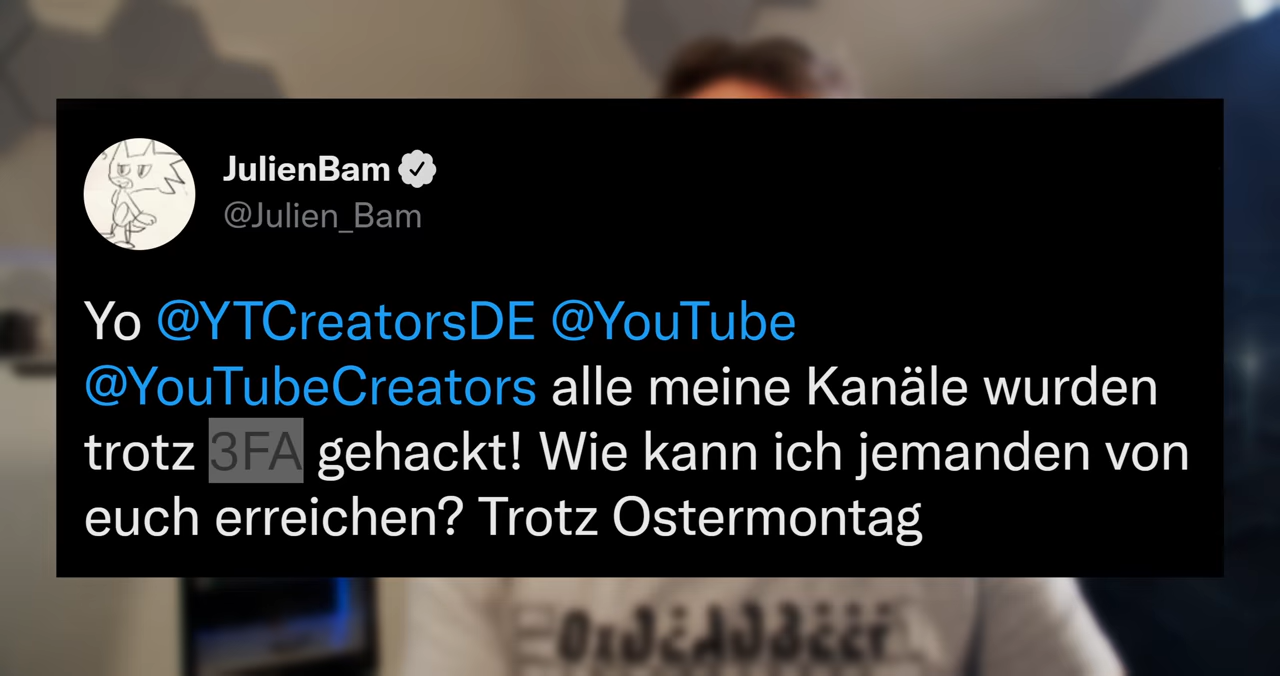 JulienBam
@Julien_Bam
Yo @YTCreatorsDE @YouTube
@YouTubeCreators alle meine Kanäle wurden
trotz 3FA gehackt! Wie kann ich jemanden von
euch erreichen? Trotz Ostermontag